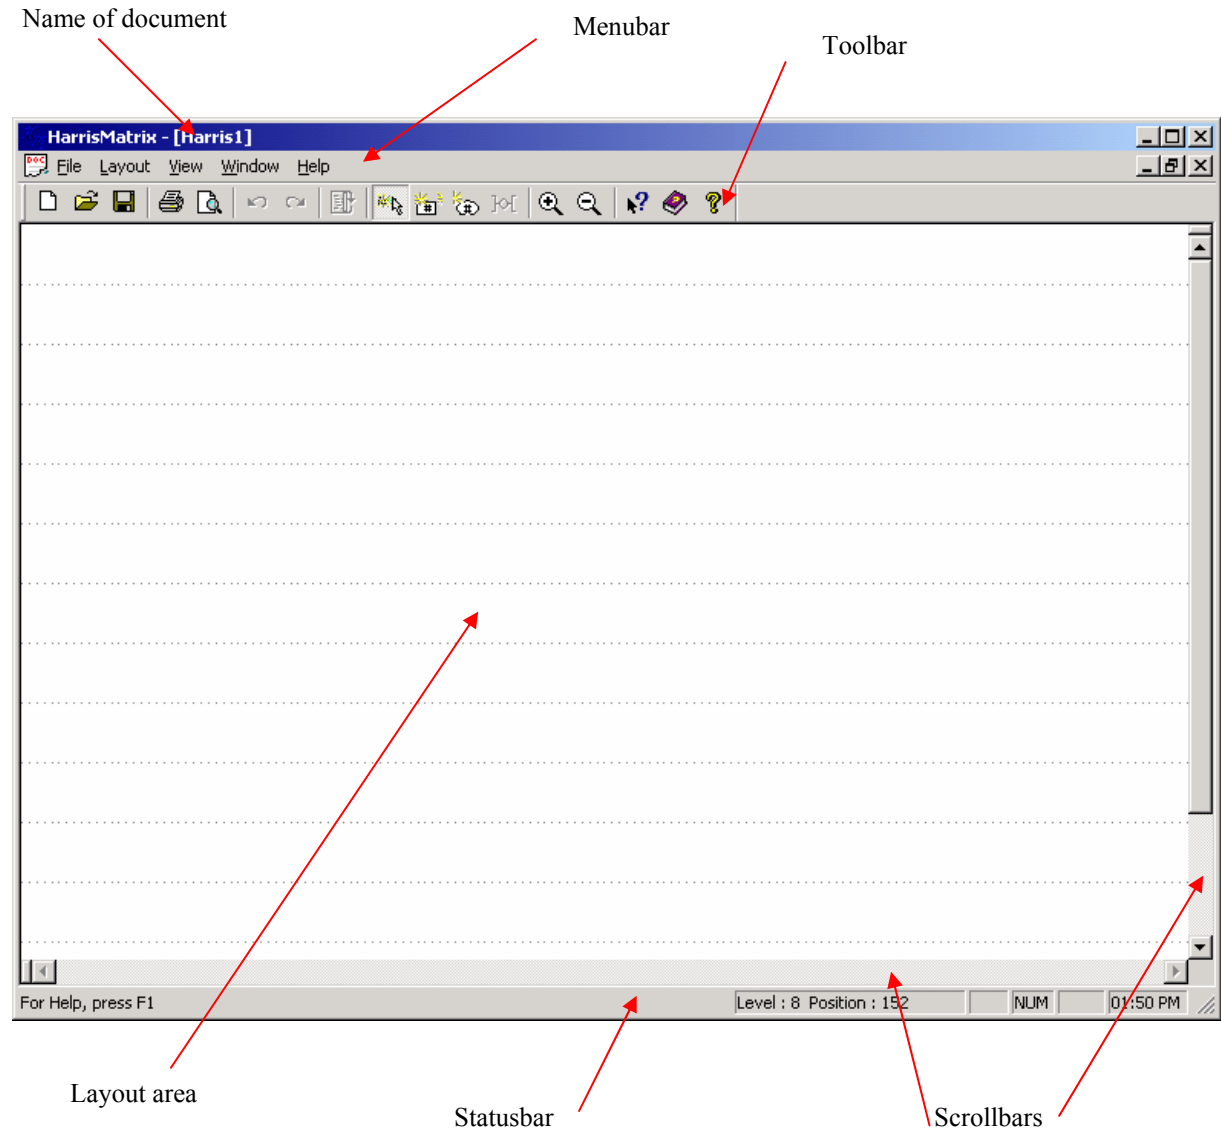 Name of document
Menubar
Toolbar
HarrisMatrix - [Harris1]
DOC
File Layout View Window Help
For Help, press F1
Level : 8 Position : 152
NUM
01:50 PM
Layout area
Statusbar
Scrollbars